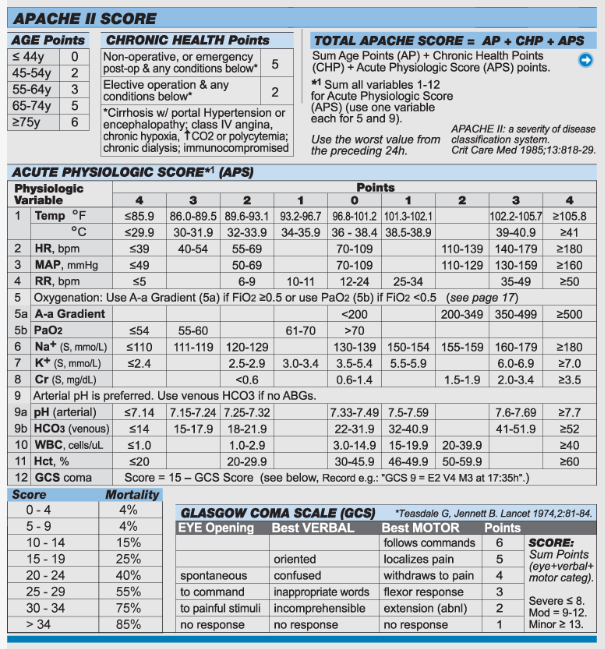 APACHE II SCORE
AGE Points
≤ 44y 0
45-54y 2
55-64y 3
65-74y 5
≥75y 6
CHRONIC HEALTH Points
Non-operative, or emergency
post-op & any conditions below* 5
Elective operation & any
conditions below* 2
*Cirrhosis w/ portal Hypertension or
encephalopathy; class IV angina,
chronic hypoxia, ↑CO2 or polycytemia;
chronic dialysis; immunocompromised
TOTAL APACHE SCORE = AP + CHP + APS
Sum Age Points (AP) + Chronic Health Points
(CHP) + Acute Physiologic Score (APS) points.
*1 Sum all variables 1-12
for Acute Physiologic Score
(APS) (use one variable
each for 5 and 9).
Use the worst value from
the preceding 24h.
APACHE II: a severity of disease
classification system.
Crit Care Med 1985;13:818-29.
ACUTE PHYSIOLOGIC SCORE*1 (APS)
Physiologic
Variable
Points
4 3 2 1 0 1 2 3 4
1 Temp °F ≤85.9 86.0-89.5 89.6-93.1 93.2-96.7 96.8-101.2 101.3-102.1 102.2-105.7 ≥105.8
°C ≤29.9 30-31.9 32-33.9 34-35.9 36 - 38.4 38.5-38.9 39-40.9 ≥41
2 HR, bpm ≤39 40-54 55-69 70-109 110-139 140-179 ≥180
3 MAP, mmHg ≤49 50-69 70-109 110-129 130-159 ≥160
4 RR, bpm ≤5 6-9 10-11 12-24 25-34 35-49 ≥50
5 Oxygenation: Use A-a Gradient (5a) if FiO2 ≥0.5 or use PaO2 (5b) if FiO2 <0.5 (see page 17)
5a A-a Gradient <200 200-349 350-499 ≥500
5b PaO2 ≤54 55-60 61-70 >70
6 Na+ (S, mmo/L) ≤110 111-119 120-129 130-139 150-154 155-159 160-179 ≥180
7 K+ (S, mmo/L) ≤2.4 2.5-2.9 3.0-3.4 3.5-5.4 5.5-5.9 6.0-6.9 ≥7.0
8 Cr (S, mg/dL) <0.6 0.6-1.4 1.5-1.9 2.0-3.4 ≥3.5
9 Arterial pH is preferred. Use venous HCO3 if no ABGs.
9a pH (arterial) ≤7.14 7.15-7.24 7.25-7.32 7.33-7.49 7.5-7.59 7.6-7.69 ≥7.7
9b HCO3 (venous) ≤14 15-17.9 18-21.9 22-31.9 32-40.9 41-51.9 ≥52
10 WBC, cells/uL ≤1.0 1.0-2.9 3.0-14.9 15-19.9 20-39.9 ≥40
11 Hct, % ≤20 20-29.9 30-45.9 46-49.9 50-59.9 ≥60
12 GCS coma Score = 15 – GCS Score (see below, Record e.g.: "GCS 9 = E2 V4 M3 at 17:35h".)
Score Mortality
0 - 4 4%
5 - 9 4%
10 - 14 15%
15 - 19 25%
20 - 24 40%
25 - 29 55%
30 - 34 75%
> 34 85%
GLASGOW COMA SCALE (GCS) *Teasdale G, Jennett B. Lancet 1974,2:81-84.
EYE Opening Best VERBAL Best MOTOR Points
follows commands 6
oriented localizes pain 5
spontaneous confused withdraws to pain 4
to command inappropriate words flexor response 3
to painful stimuli incomprehensible extension (abnl) 2
no response no response no response 1
SCORE:
Sum Points
(eye+verbal+
motor categ).
Severe ≤ 8.
Mod = 9-12.
Minor ≥ 13.